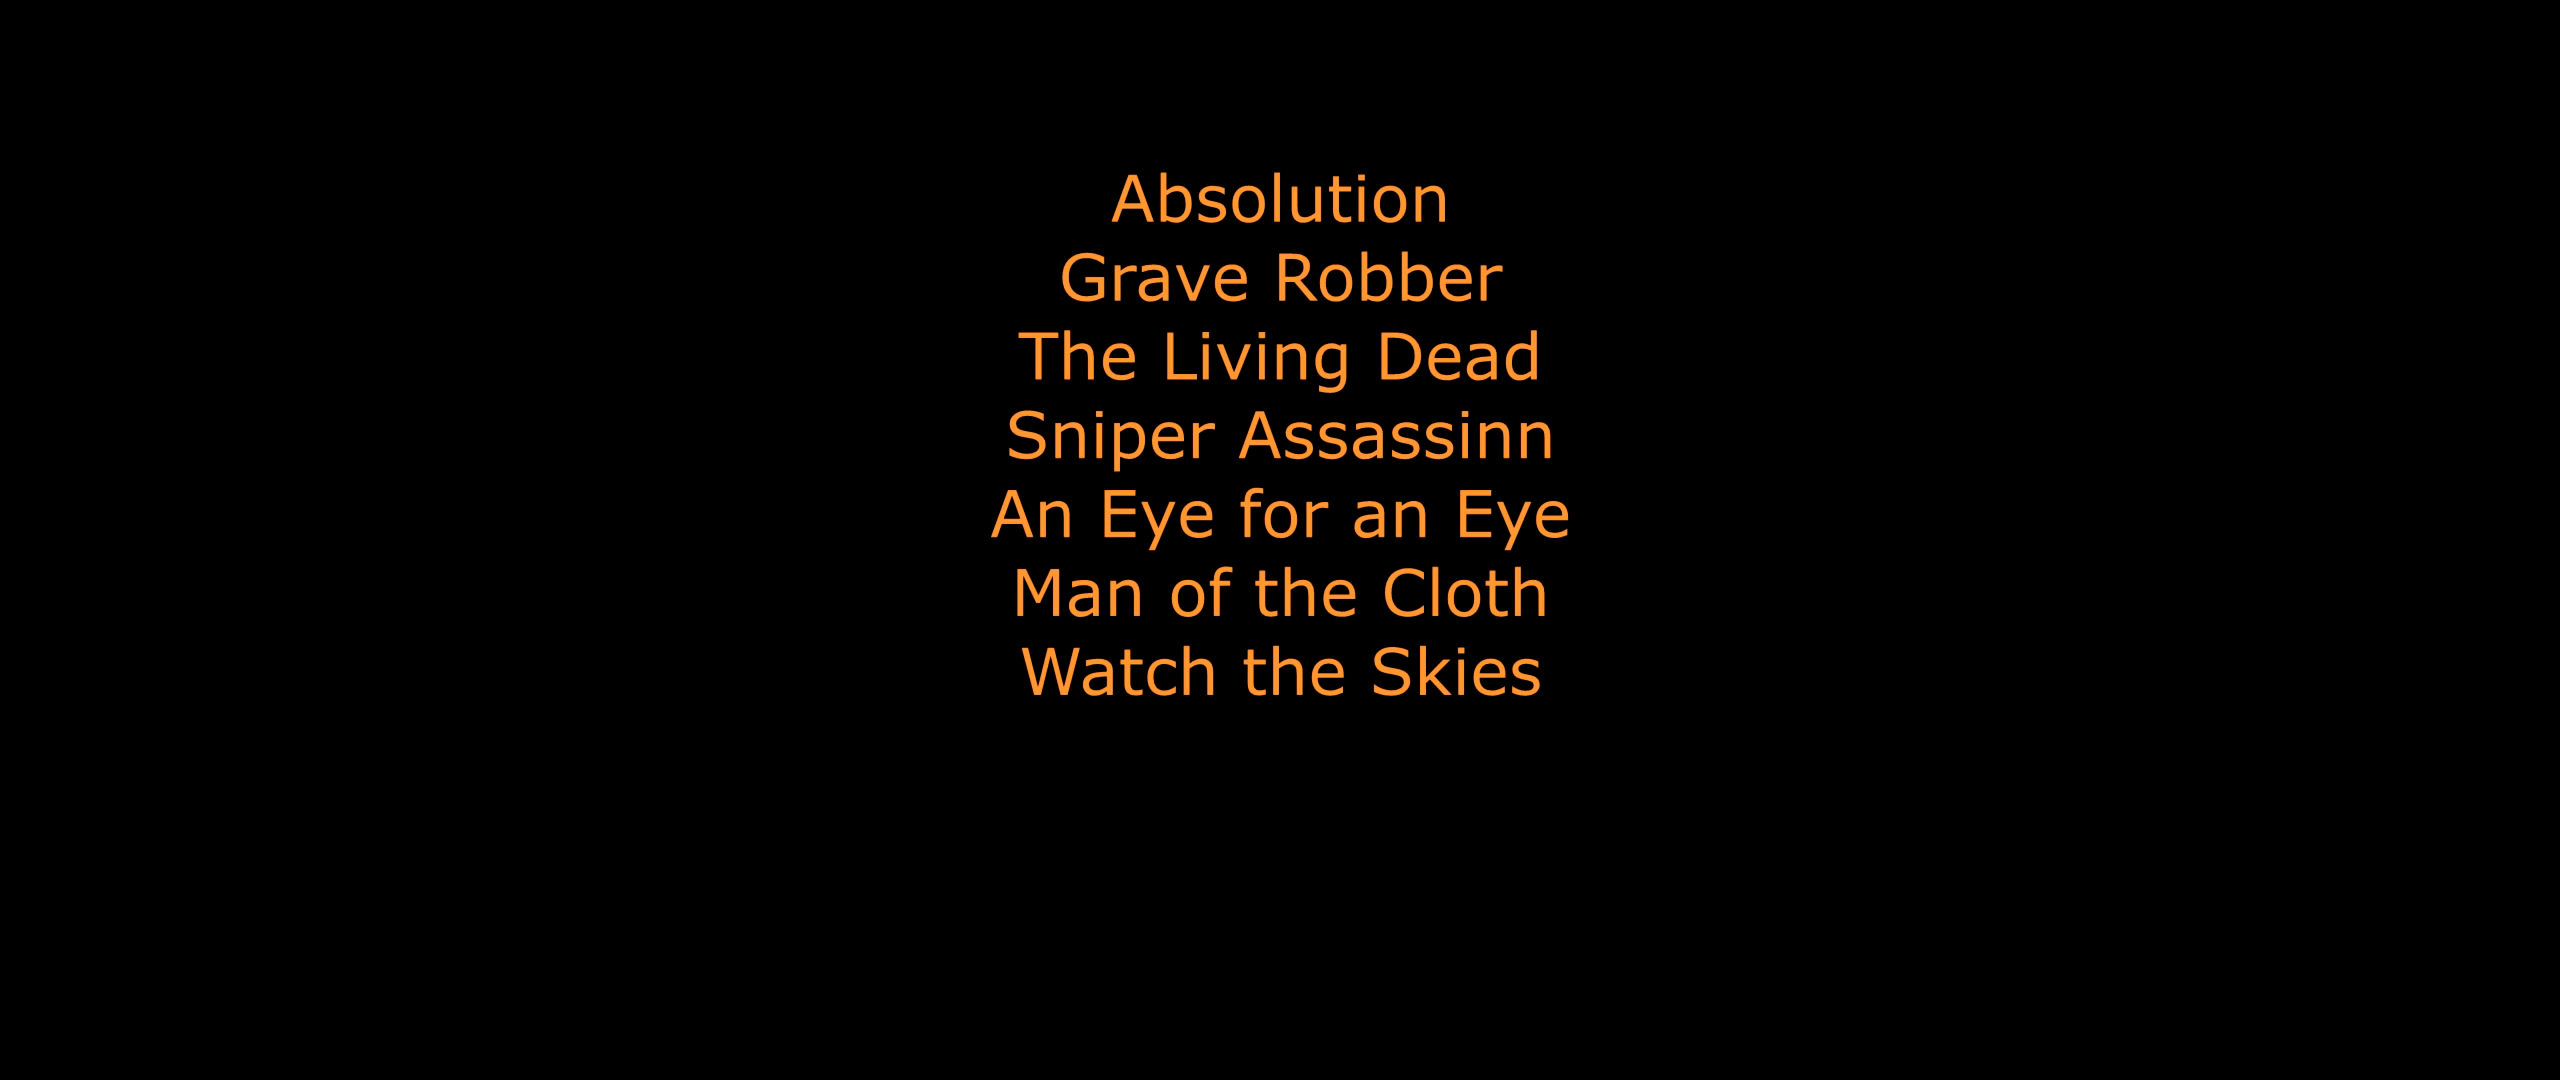 Absolution
Grave Robber
The Living Dead
Sniper Assassinn
An Eye for an Eye
Man of the Cloth
Watch the Skies